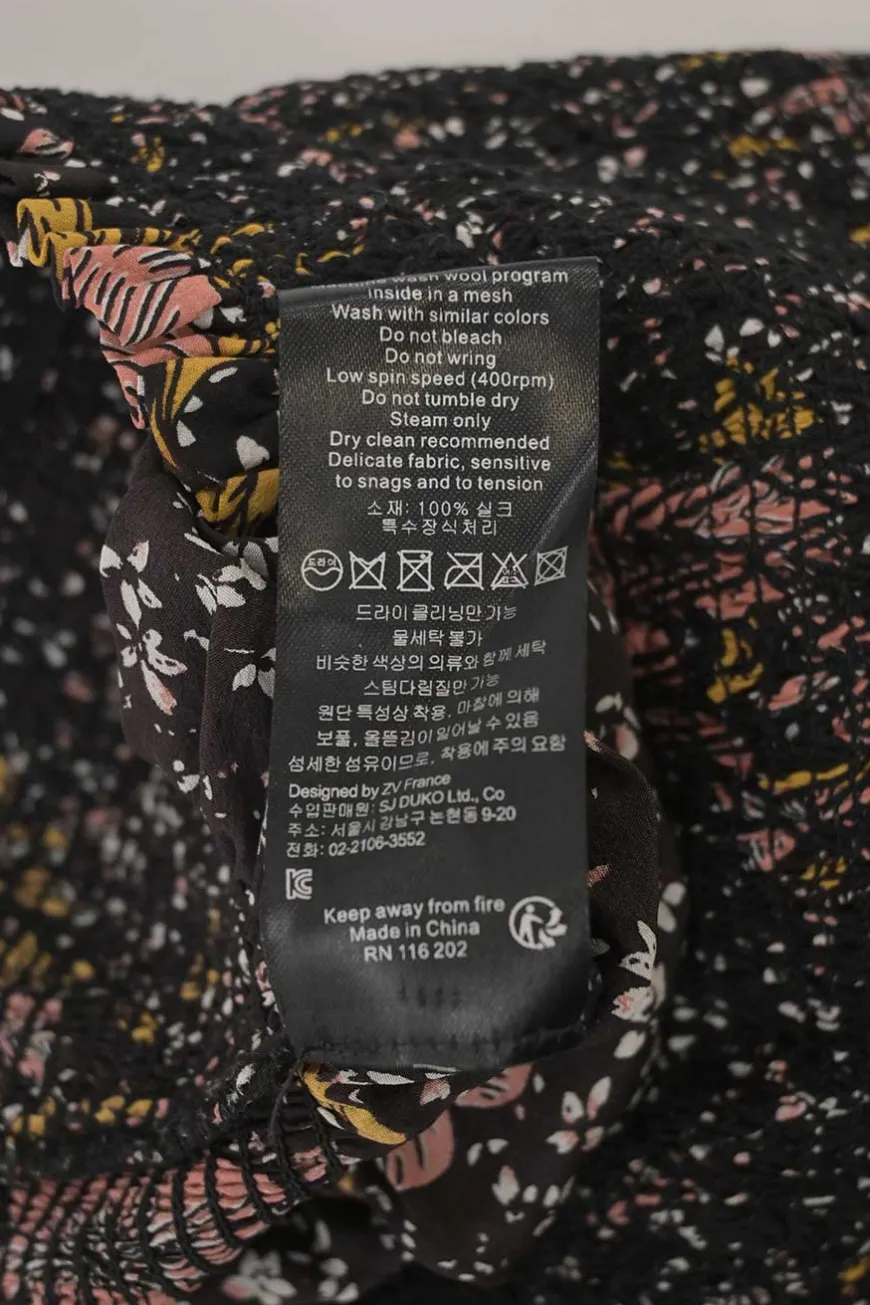 wash wool program
Inside in a mesh
Wash with similar colors
Do not bleach
Do not wring
Low spin speed (400rpm)
Do not tumble dry
Steam only
Dry clean recommended
Delicate fabric, sensitive
to snags and to tension
소재: 100% 실크
특수장식처리
드라이
드라이 클리닝만 가능
물세탁 불가
비슷한 색상의 의류와 함께 세탁
스팀다림질만 가능
원단 특성상 착용, 마찰에 의해
보풀, 올뜯김이 일어날 수 있음
섬세한 섬유이므로, 착용에 주의 요함
Designed by ZV France
수입판매원: SJ DUKO Ltd., Co
주소: 서울시 강남구 논현동 9-20
전화: 02-2106-3552
Keep away from fire
Made in China
RN 116 202